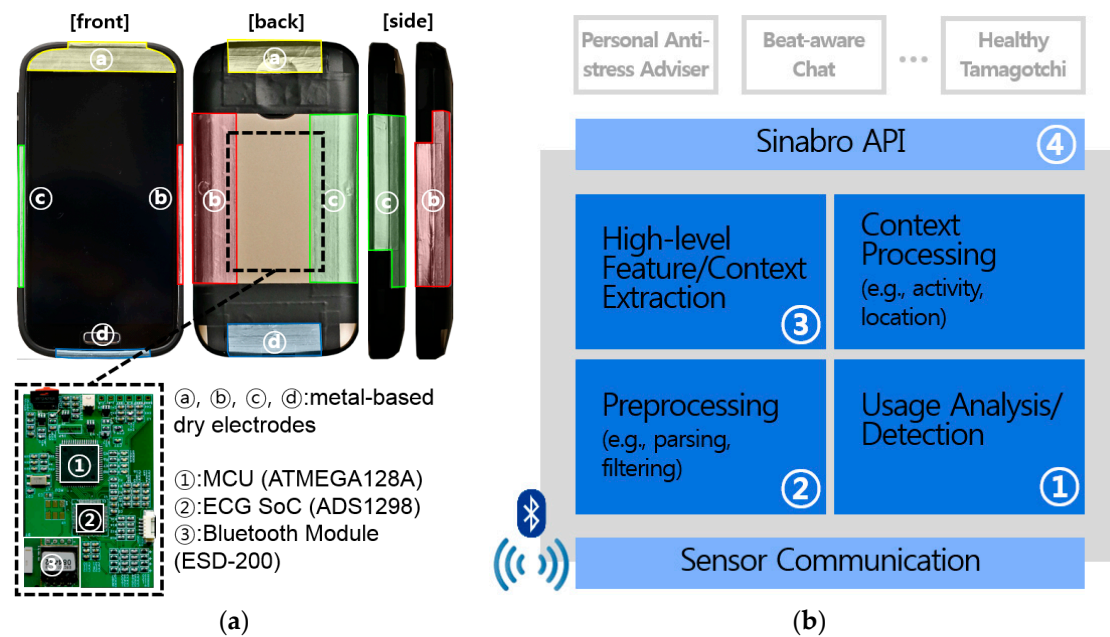 [front]
[back]
[side]
ⓐ
ⓐ
ⓒ
ⓑ
ⓑ
ⓒ
ⓒ
ⓑ
ⓓ
ⓓ
①
②
③
ⓐ, ⓑ, ⓒ, ⓓ:metal-based
dry electrodes
①:MCU (ATMEGA128A)
②:ECG SoC (ADS1298)
③:Bluetooth Module
(ESD-200)
(a)
Personal Anti-
stress Adviser
Beat-aware
Chat
...
Healthy
Tamagotchi
Sinabro API
④
High-level
Feature/Context
Extraction
③
Context
Processing
(e.g., activity,
location)
Preprocessing
(e.g., parsing,
filtering)
②
Usage Analysis/
Detection
①
Sensor Communication
(b)